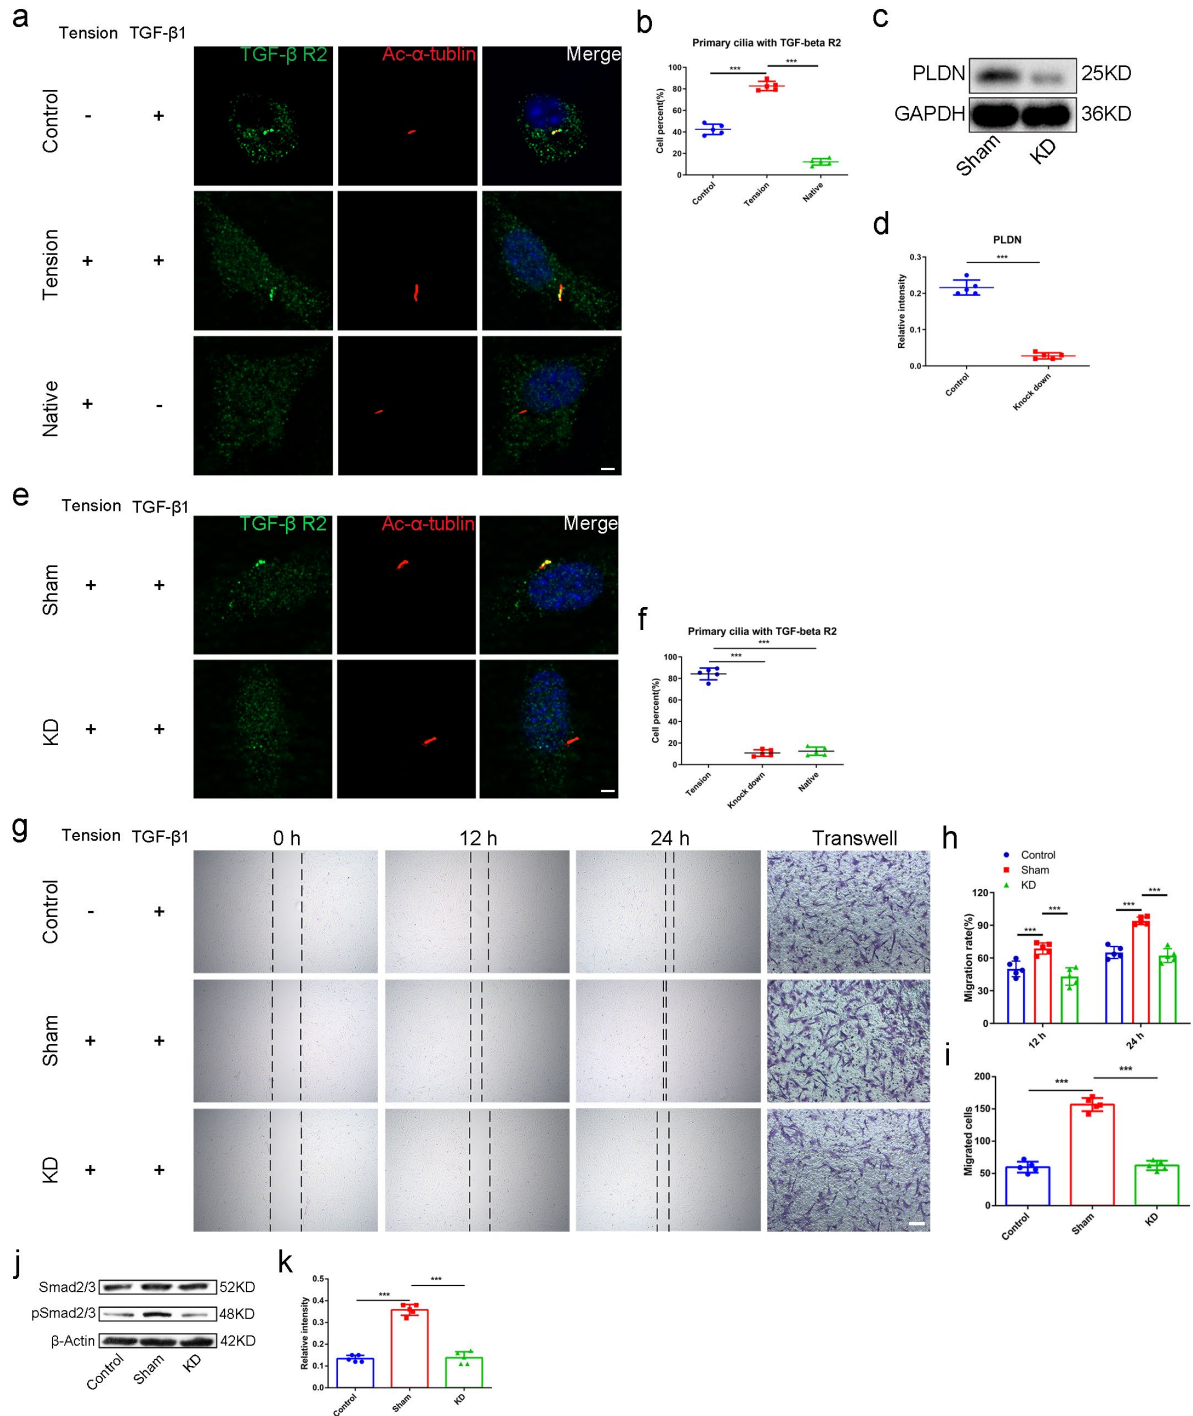 a
Tension TGF-β1
TGF-β R2 Ac-α-tublin Merge
Control - +
Tension + +
Native + -
b
Primary cilia with TGF-beta R2
*** ***
Cell percent(%)
100
80
60
40
20
0
Control Tension Native
c
PLDN 25KD
GAPDH 36KD
Sham KD
d
PLDN
***
Relative intensity
0.3
0.2
0.1
0.0
Control Knock down
e
Tension TGF-β1
TGF-β R2 Ac-α-tublin Merge
Sham + +
KD + +
f
Primary cilia with TGF-beta R2
***
***
Cell percent(%)
100
80
60
40
20
0
Tension Knock down Native
g
Tension TGF-β1 0 h 12 h 24 h Transwell
Control - +
Sham + +
KD + +
h
Control
Sham
KD
*** *** *** ***
Migration rate(%)
120
90
60
30
0
12 h 24 h
i
*** ***
Migrated cells
200
150
100
50
0
Control Sham KD
j
Smad2/3 52KD
pSmad2/3 48KD
β-Actin 42KD
Control Sham KD
k
*** ***
Relative intensity
0.5
0.4
0.3
0.2
0.1
0.0
Control Sham KD